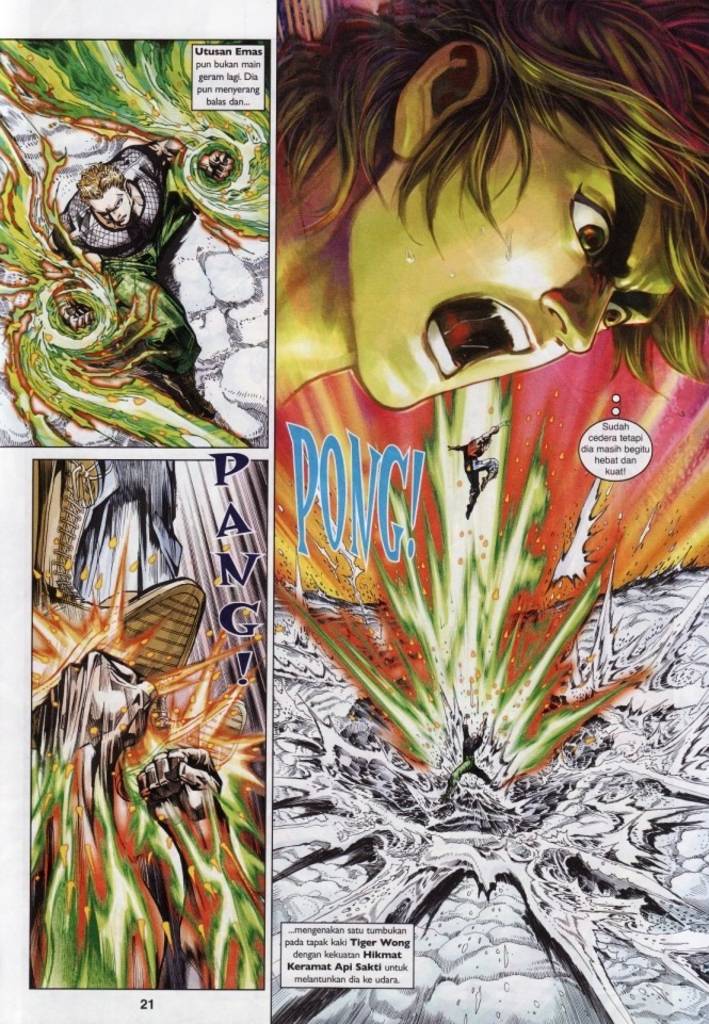 Utusan Emas
pun bukan main
geram lagi. Dia
pun menyerang
balas dan...
PANG!
PONG!
Sudah
cedera tetapi
dia masih begitu
hebat dan
kuat!
...mengenakan satu tumbukan
pada tapak kaki Tiger Wong
dengan kekuatan Hikmat
Keramat Api Sakti untuk
melantunkan dia ke udara.
21